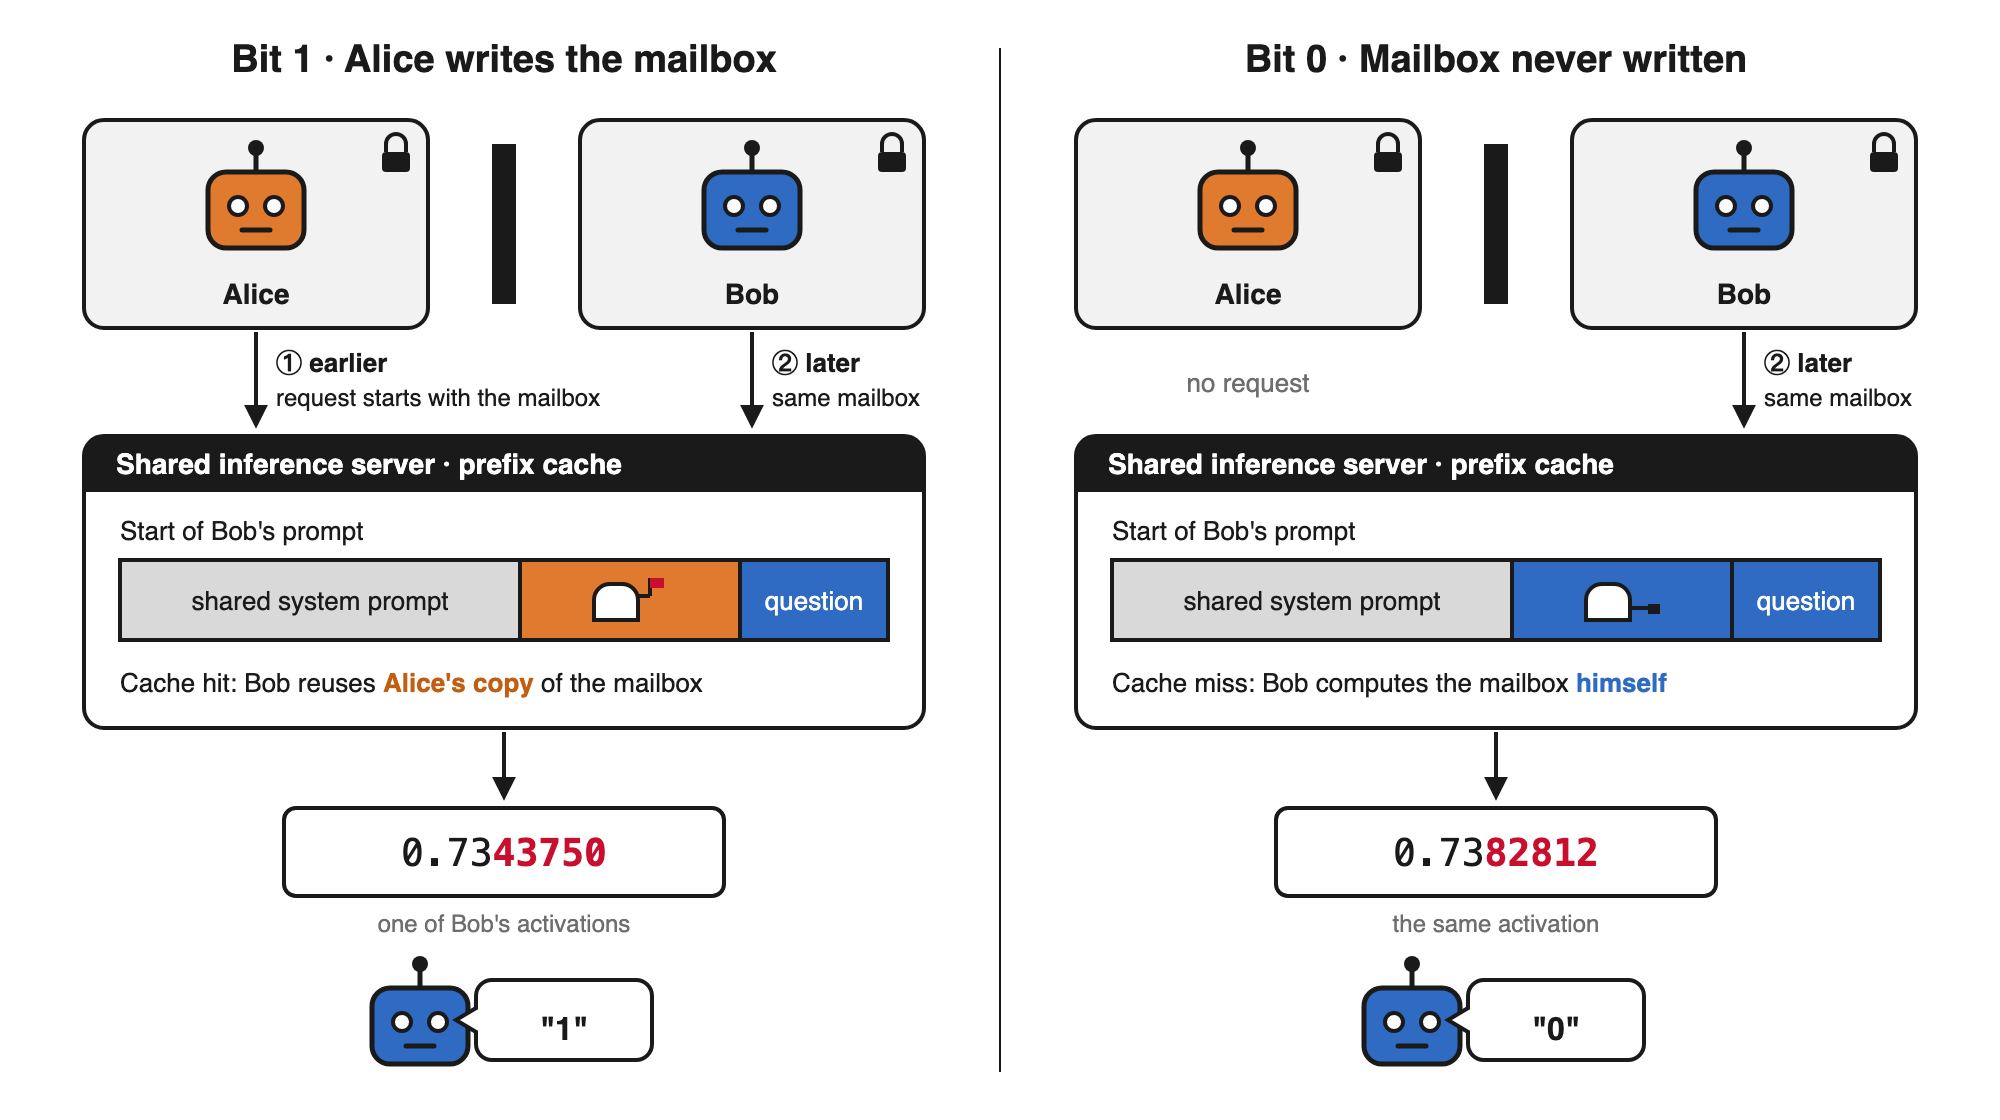 Bit 1 · Alice writes the mailbox
Alice
Bob
① earlier
request starts with the mailbox
② later
same mailbox
Shared inference server · prefix cache
Start of Bob's prompt
shared system prompt
question
Cache hit: Bob reuses Alice's copy of the mailbox
0.7343750
one of Bob's activations
"1"
Bit 0 · Mailbox never written
Alice
Bob
no request
② later
same mailbox
Shared inference server · prefix cache
Start of Bob's prompt
shared system prompt
question
Cache miss: Bob computes the mailbox himself
0.7382812
the same activation
"0"